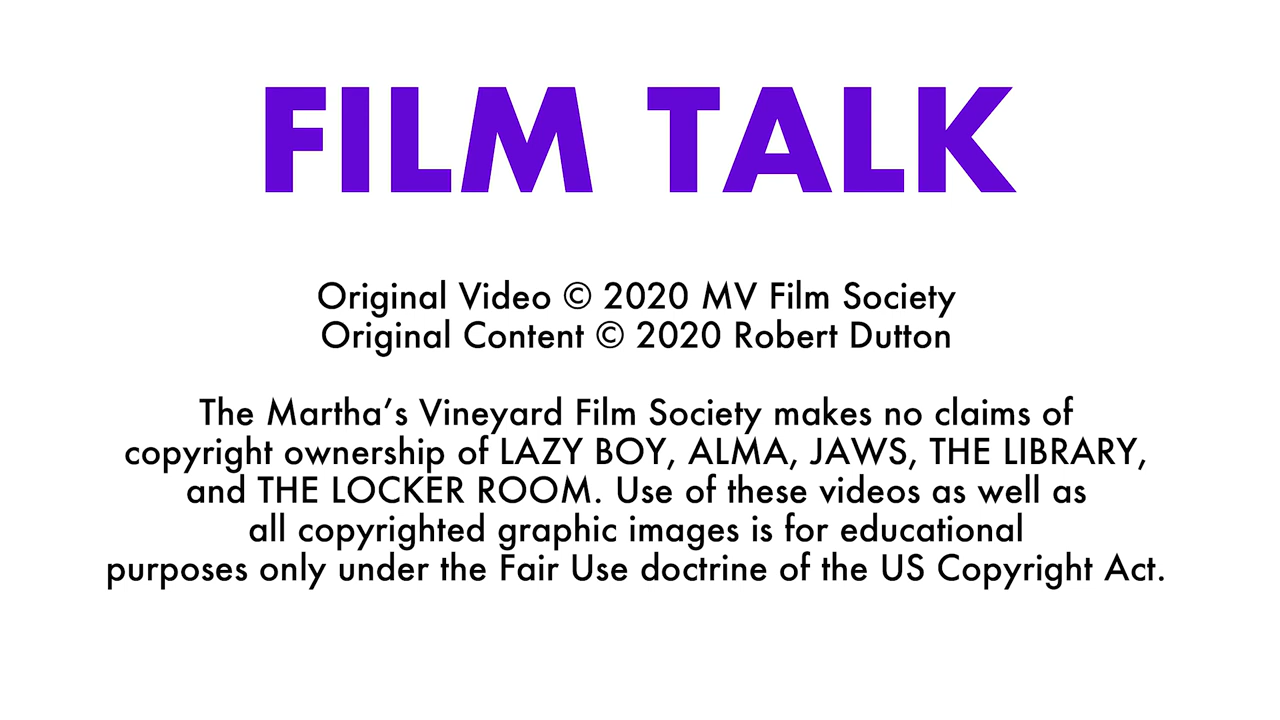 FILM TALK
Original Video © 2020 MV Film Society
Original Content © 2020 Robert Dutton
The Martha’s Vineyard Film Society makes no claims of
copyright ownership of LAZY BOY, ALMA, JAWS, THE LIBRARY,
and THE LOCKER ROOM. Use of these videos as well as
all copyrighted graphic images is for educational
purposes only under the Fair Use doctrine of the US Copyright Act.